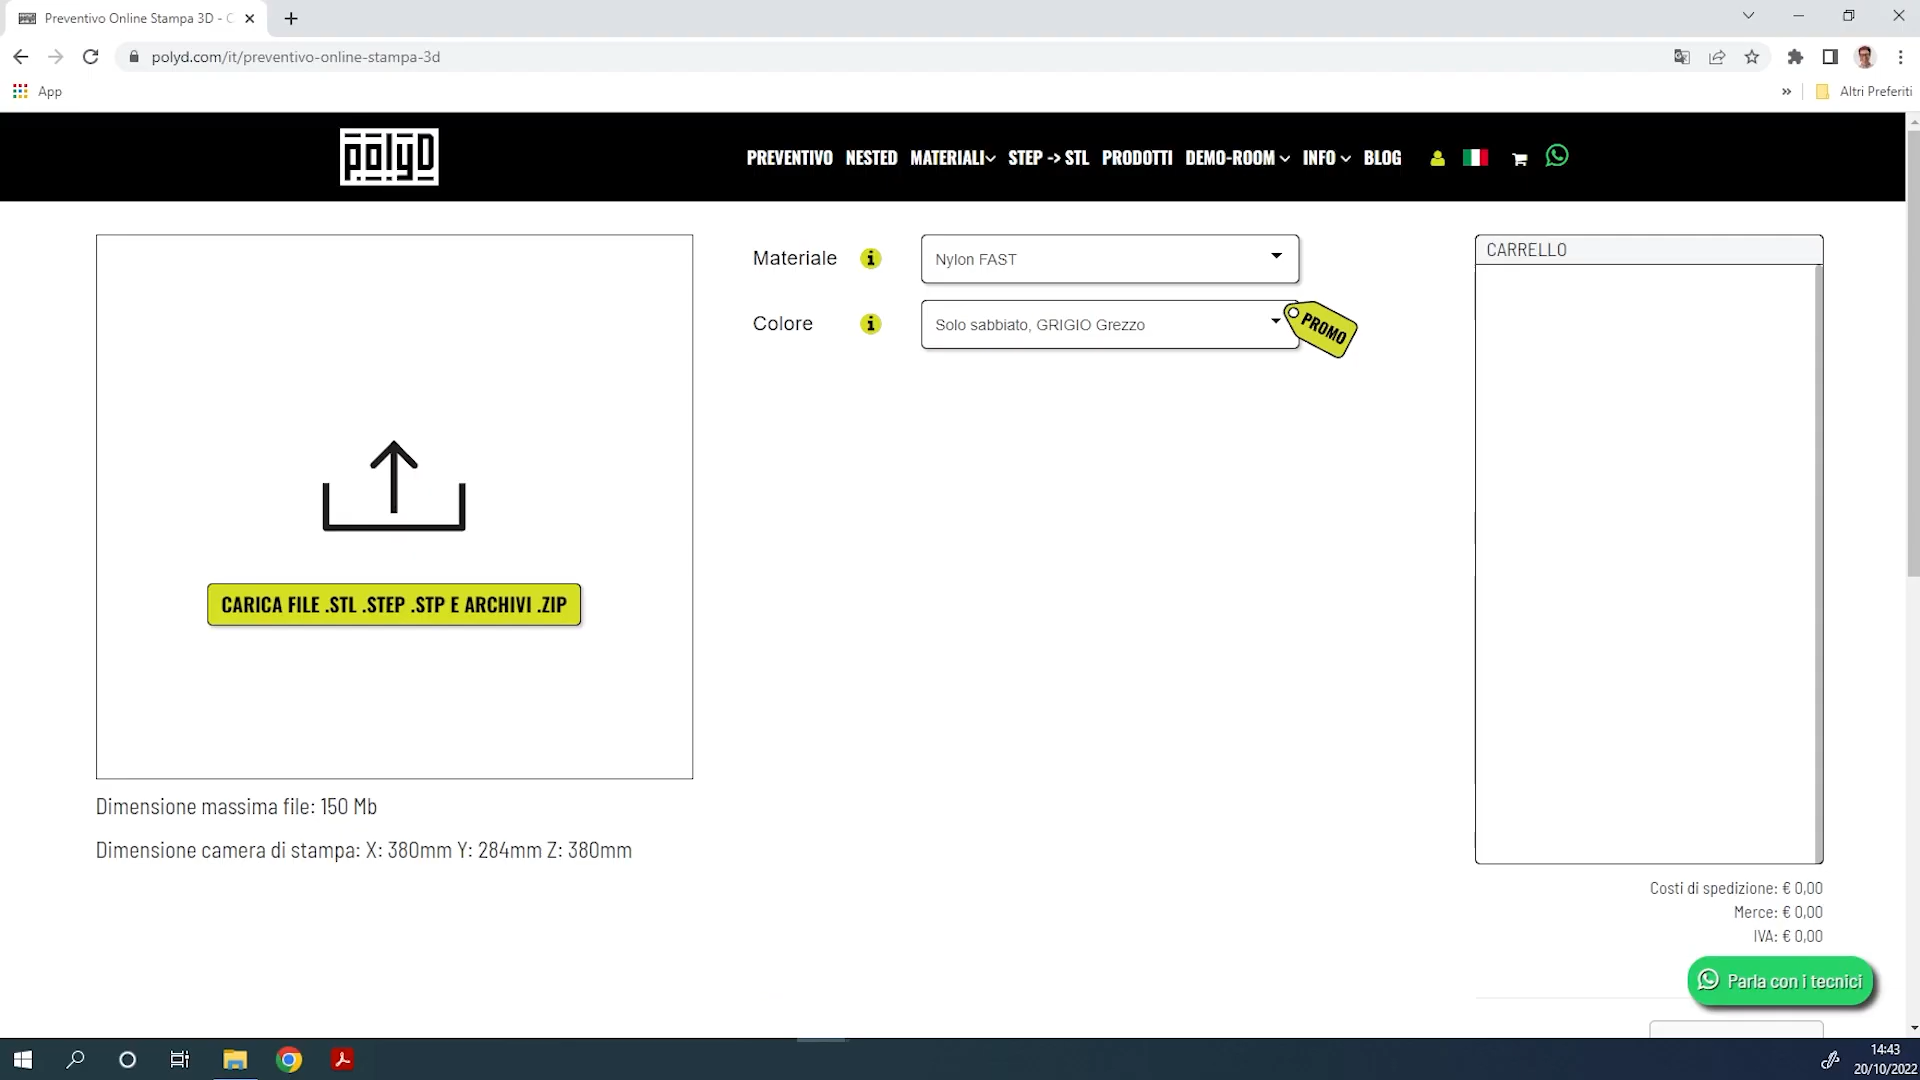 Preventivo Online Stampa 3D - C
polyd.com/it/preventivo-online-stampa-3d
App
»
Altri Preferiti
polyD
PREVENTIVO NESTED MATERIALI STEP -> STL PRODOTTI DEMO-ROOM INFO BLOG
Materiale
Nylon FAST
Colore
Solo sabbiato, GRIGIO Grezzo
PROMO
CARRELLO
CARICA FILE .STL .STEP .STP E ARCHIVI .ZIP
Dimensione massima file: 150 Mb
Dimensione camera di stampa: X: 380mm Y: 284mm Z: 380mm
Costi di spedizione: € 0,00
Merce: € 0,00
IVA: € 0,00
Parla con i tecnici
14:43
20/10/2022